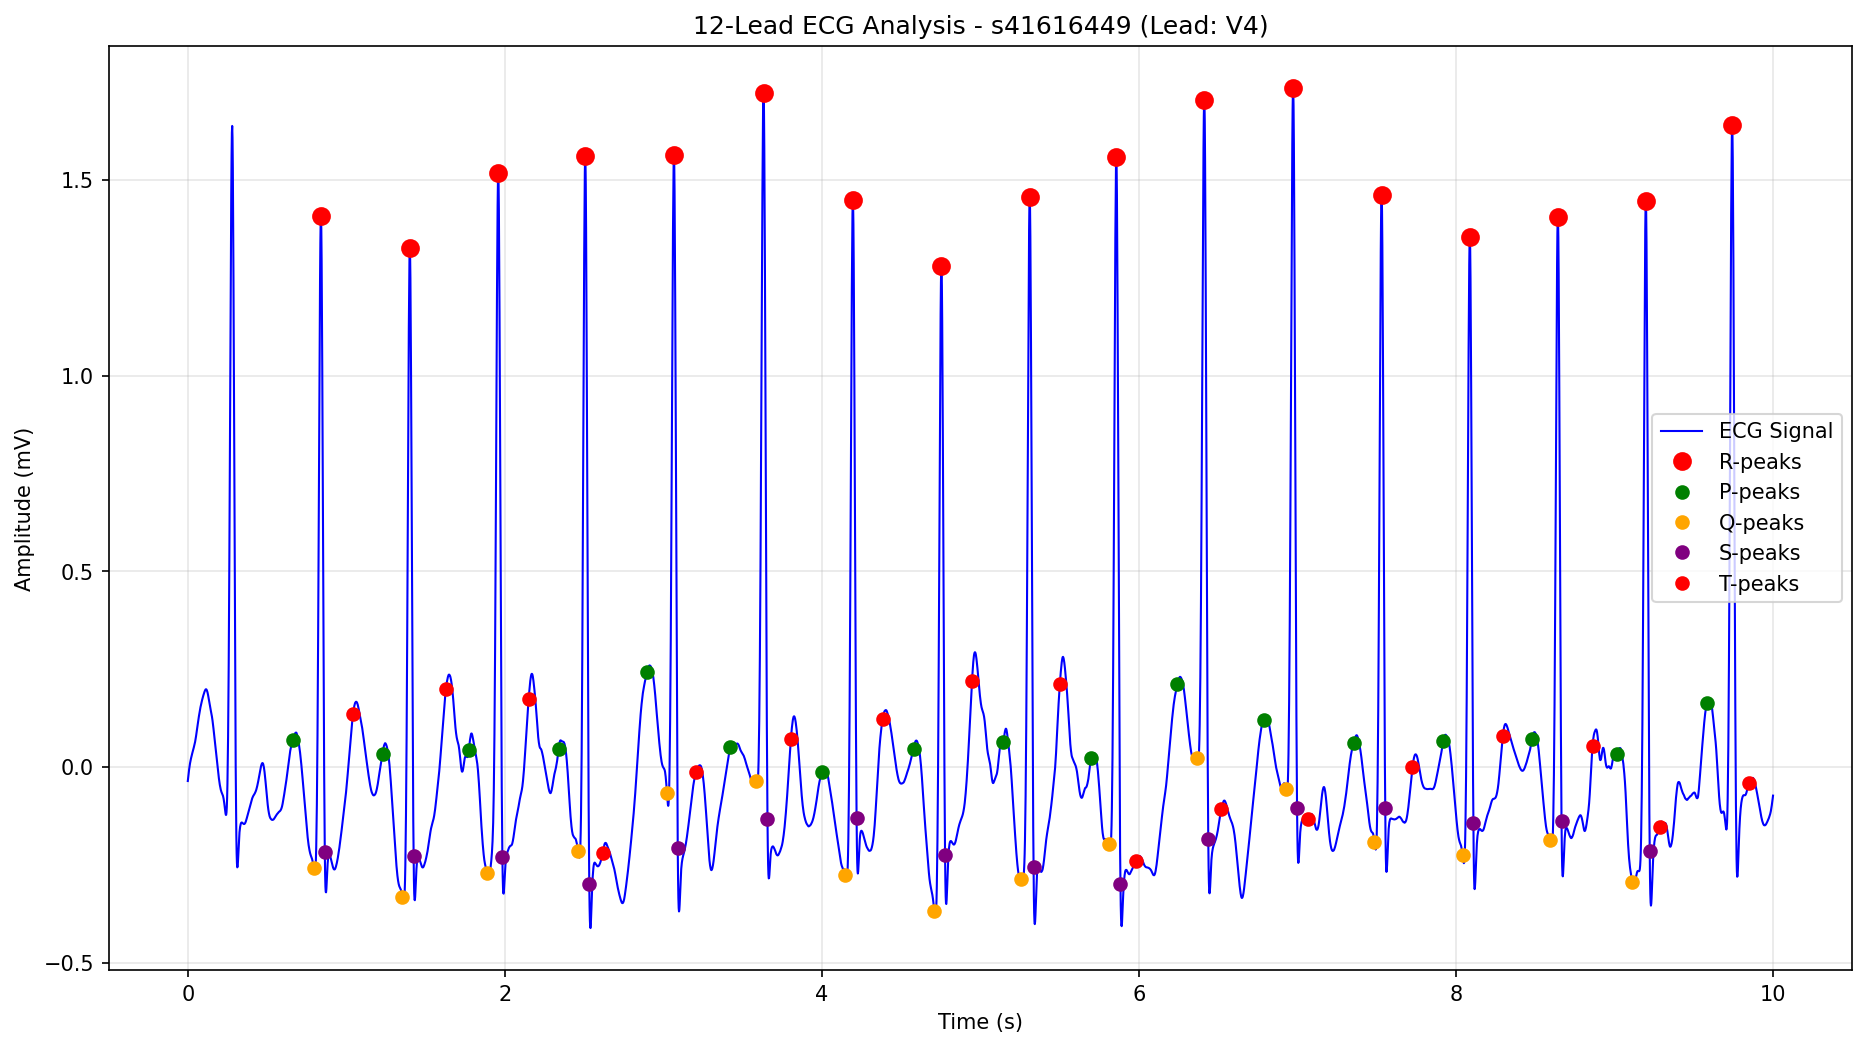 12-Lead ECG Analysis - s41616449 (Lead: V4)
Amplitude (mV)
1.5
1.0
0.5
0.0
−0.5
0
2
4
6
8
10
Time (s)
ECG Signal
R-peaks
P-peaks
Q-peaks
S-peaks
T-peaks